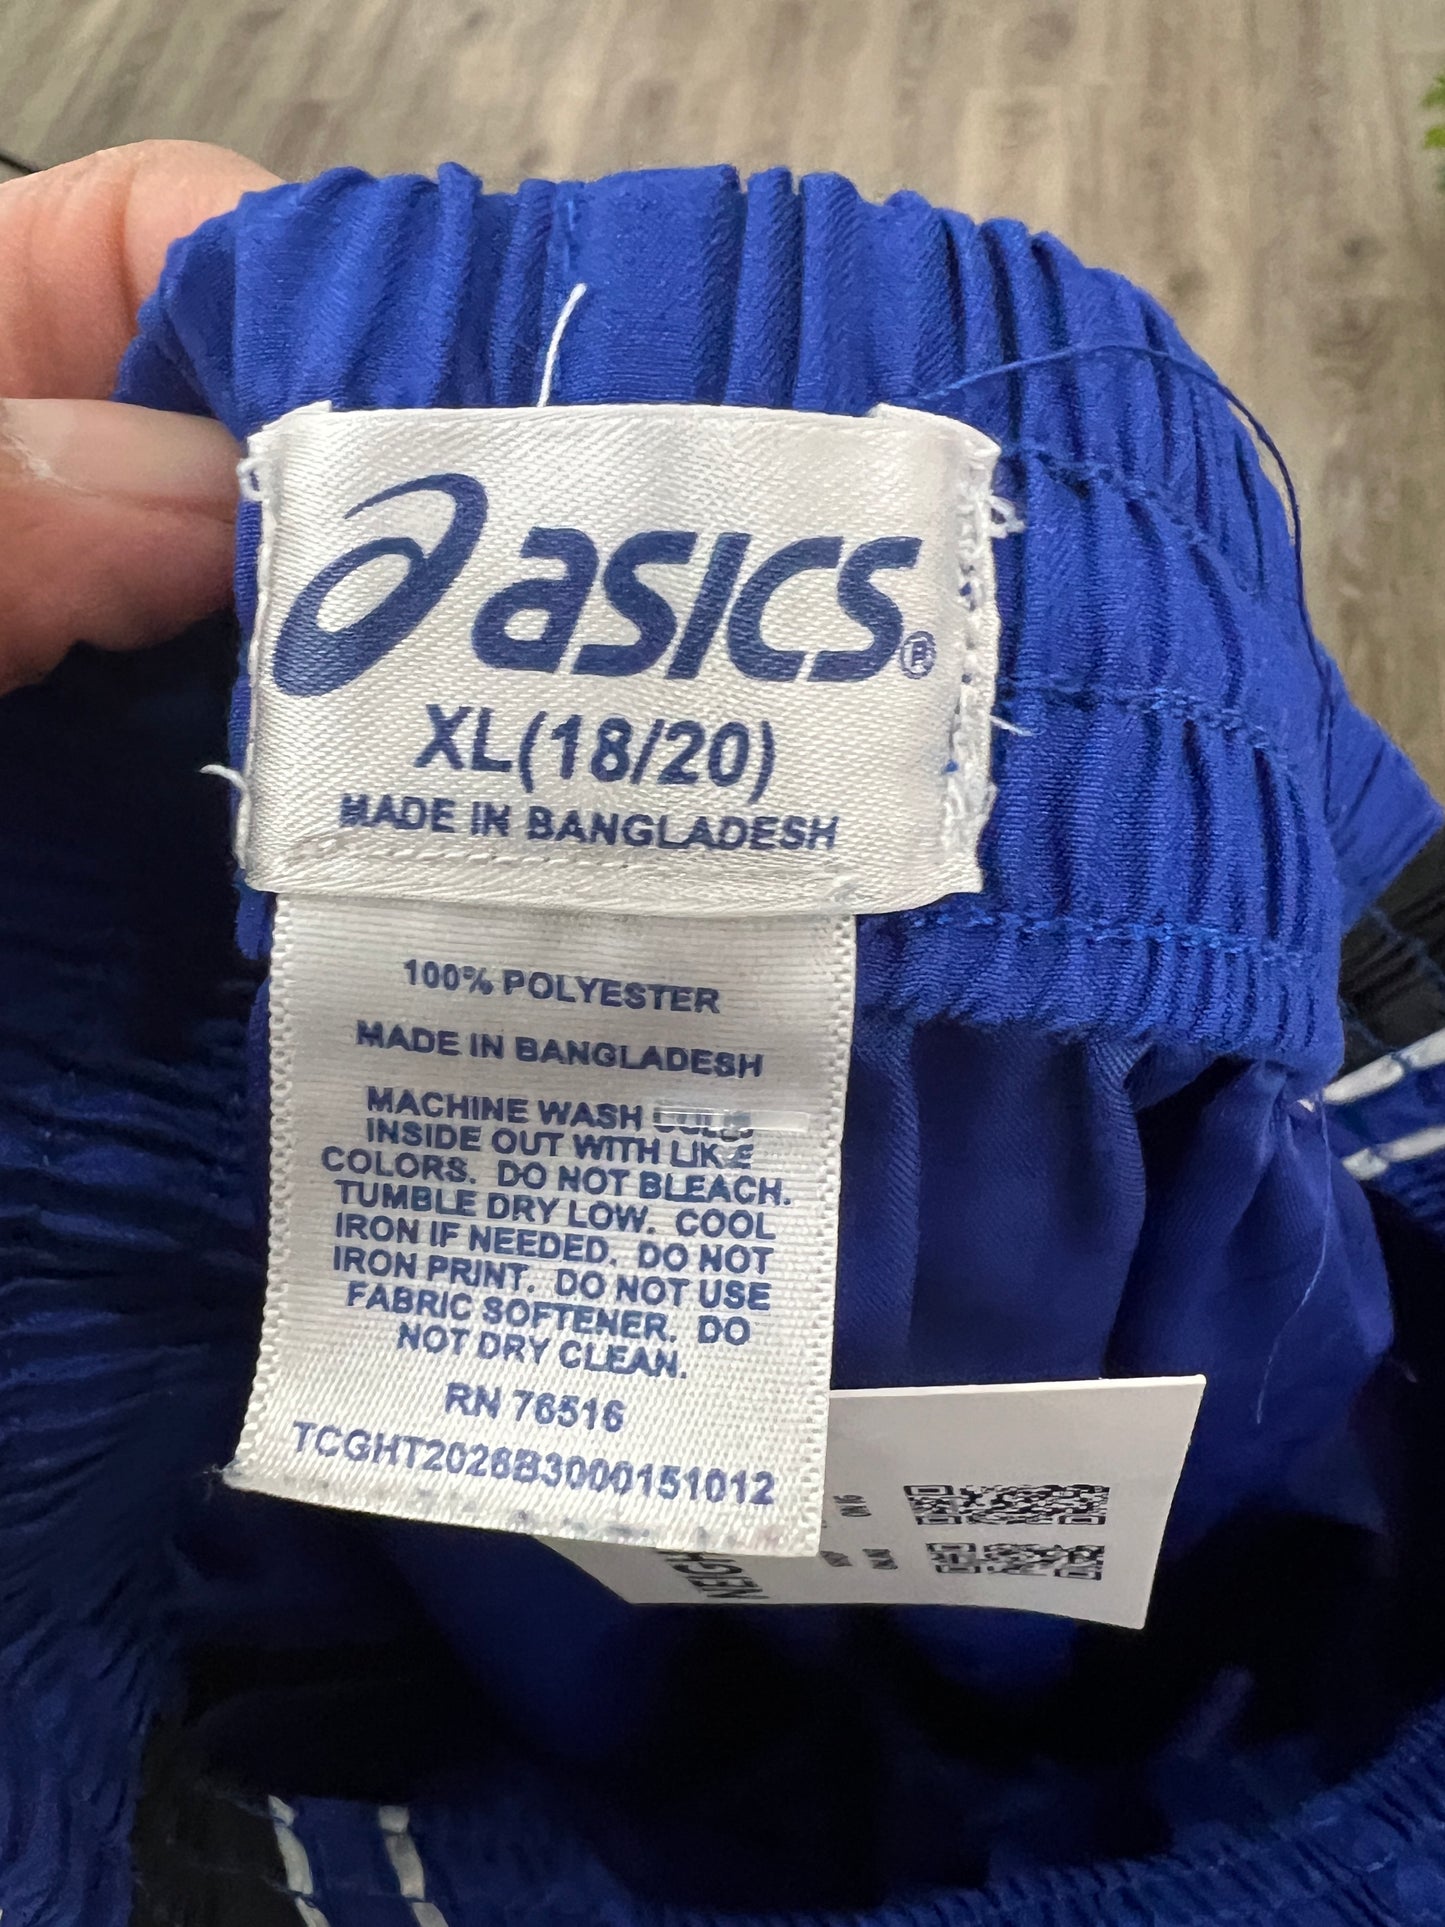 asics®
XL(18/20)
MADE IN BANGLADESH
100% POLYESTER
MADE IN BANGLADESH
MACHINE WASH
INSIDE OUT WITH LIKE
COLORS. DO NOT BLEACH.
TUMBLE DRY LOW. COOL
IRON IF NEEDED. DO NOT
IRON PRINT. DO NOT USE
FABRIC SOFTENER. DO
NOT DRY CLEAN.
RN 76516
TCGHT2026B3000151012